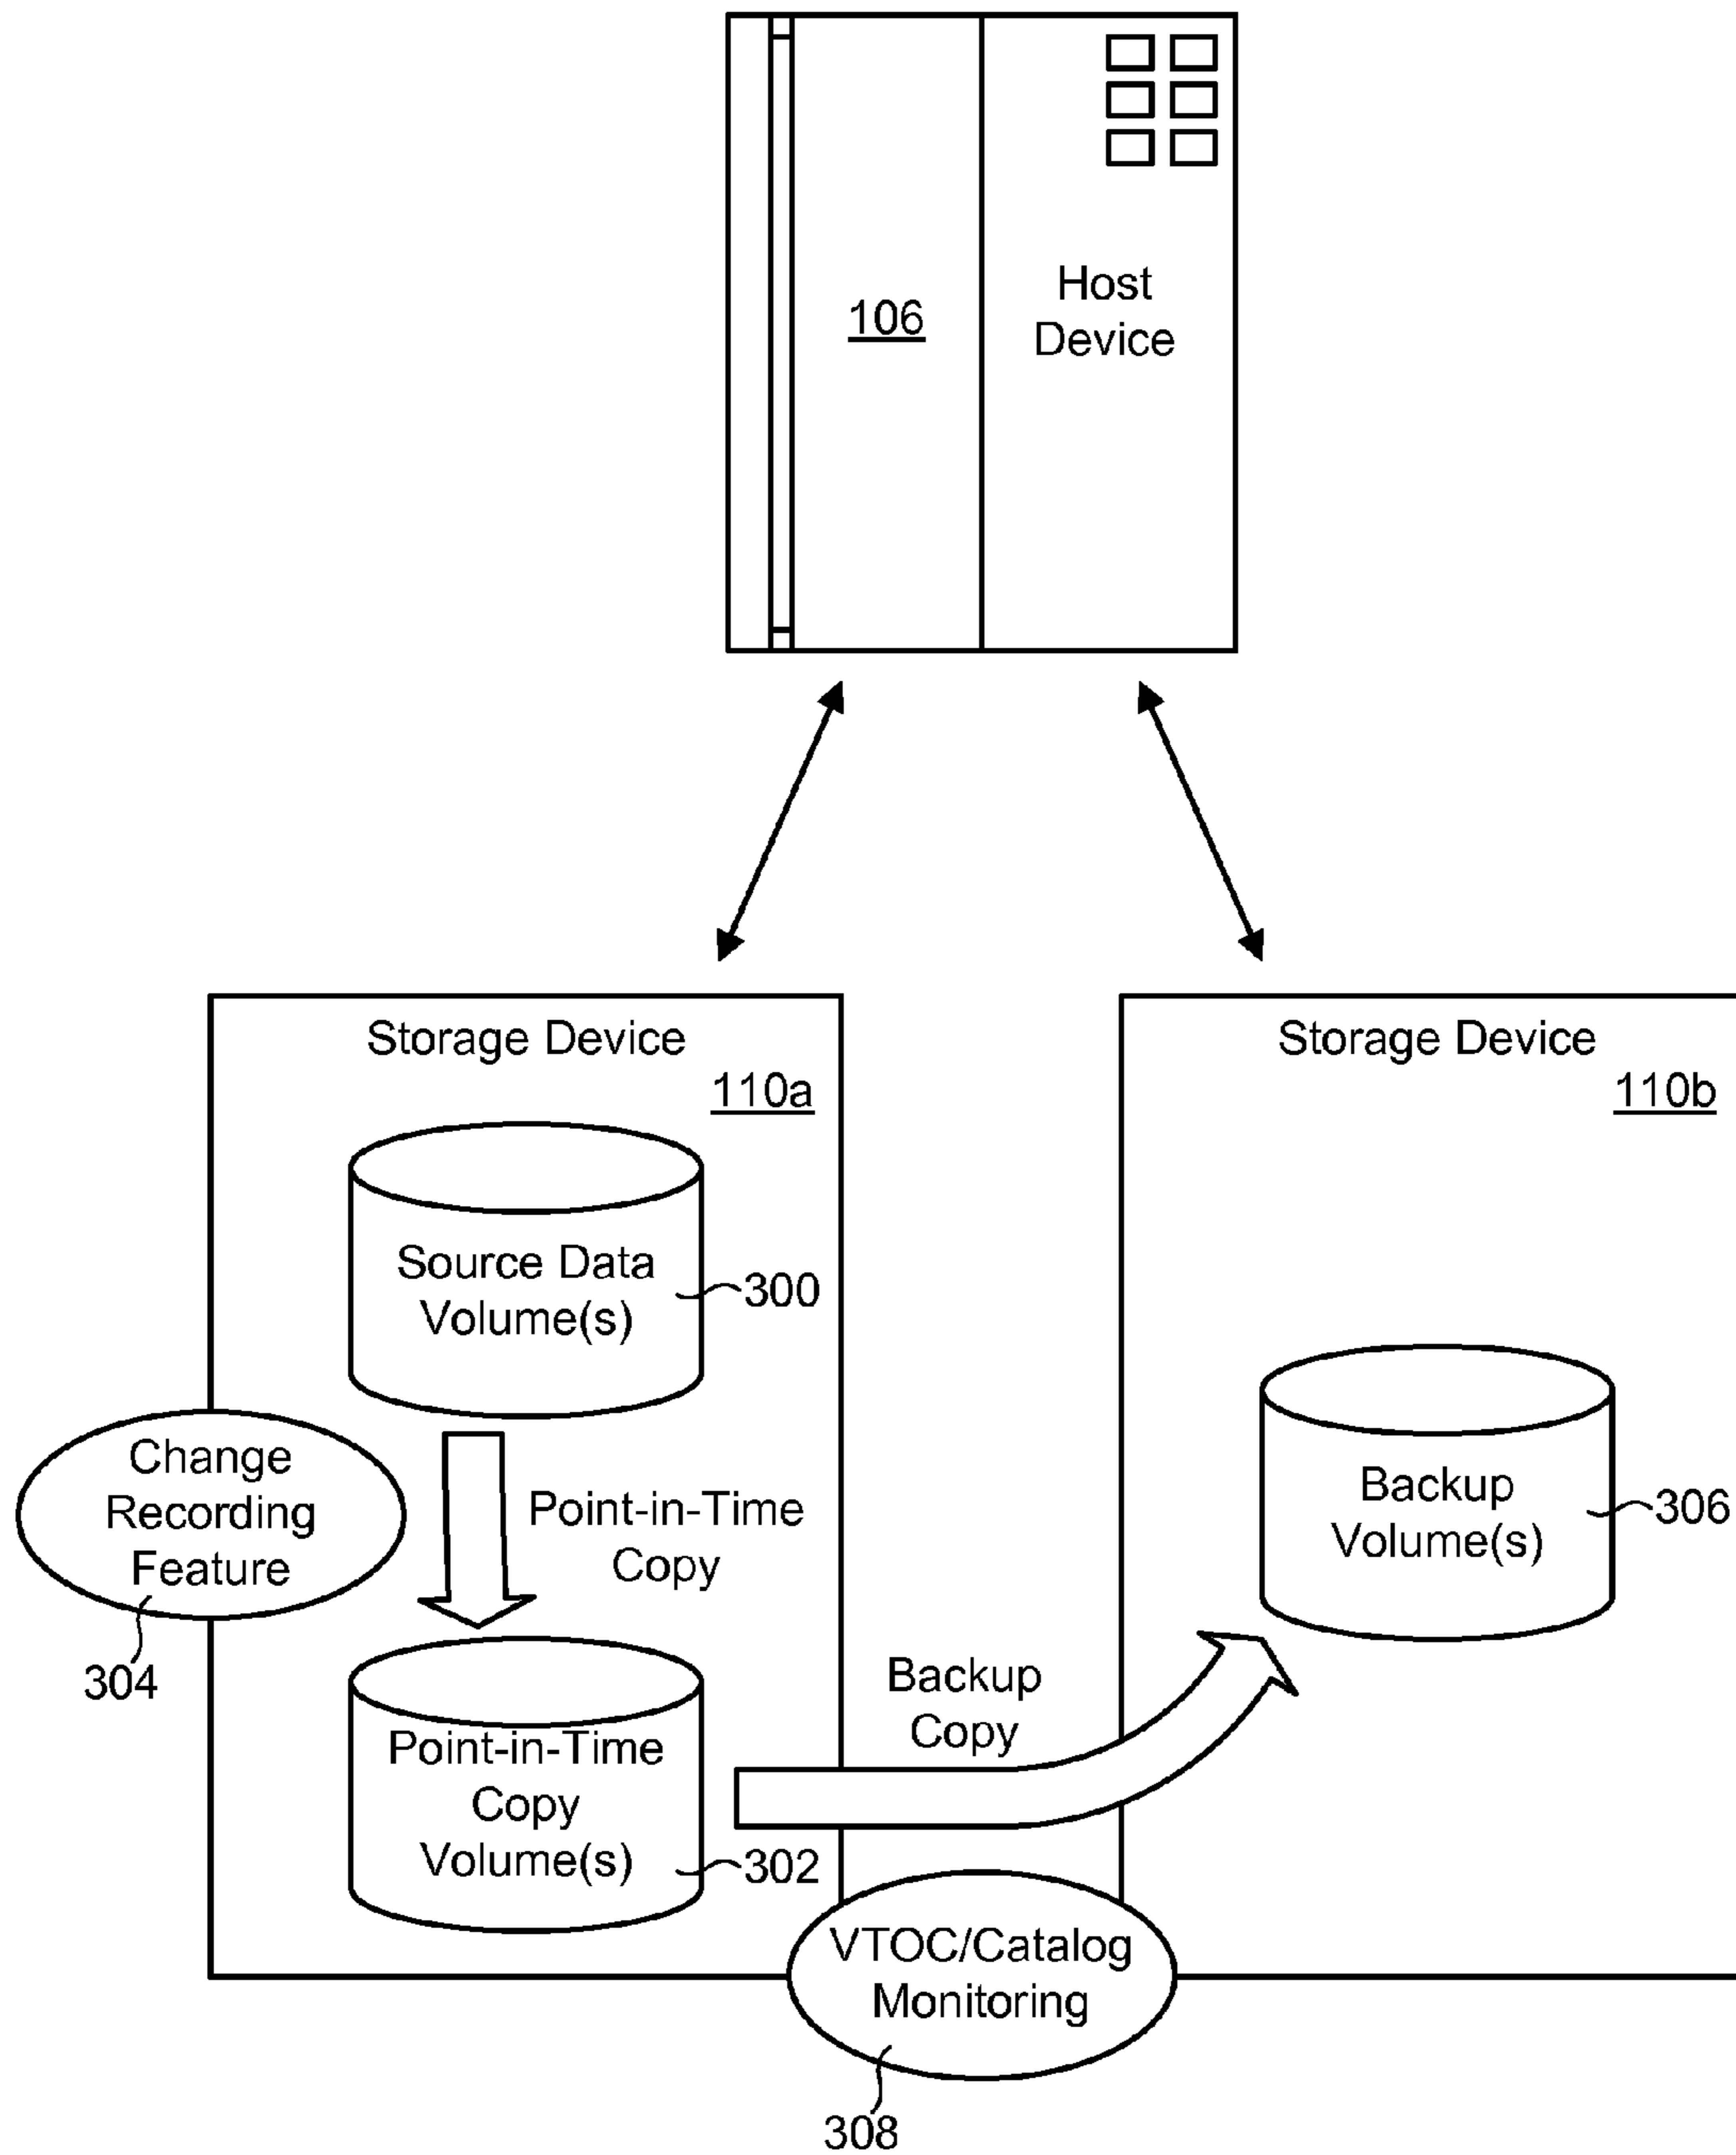 106
Host
Device
Storage Device
110a
Storage Device
110b
Source Data
Volume(s)
300
Change
Recording
Feature
304
Point-in-Time
Copy
Backup
Volume(s)
306
Backup
Copy
Point-in-Time
Copy
Volume(s)
302
VTOC/Catalog
Monitoring
308